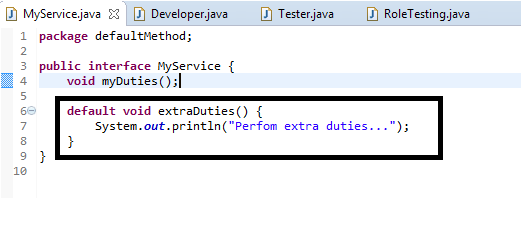 MyService.java Developer.java Tester.java RoleTesting.java
1 package defaultMethod;
2
3 public interface MyService {
4 void myDuties();
5
6 default void extraDuties() {
7 System.out.println("Perfom extra duties...");
8 }
9 }
10